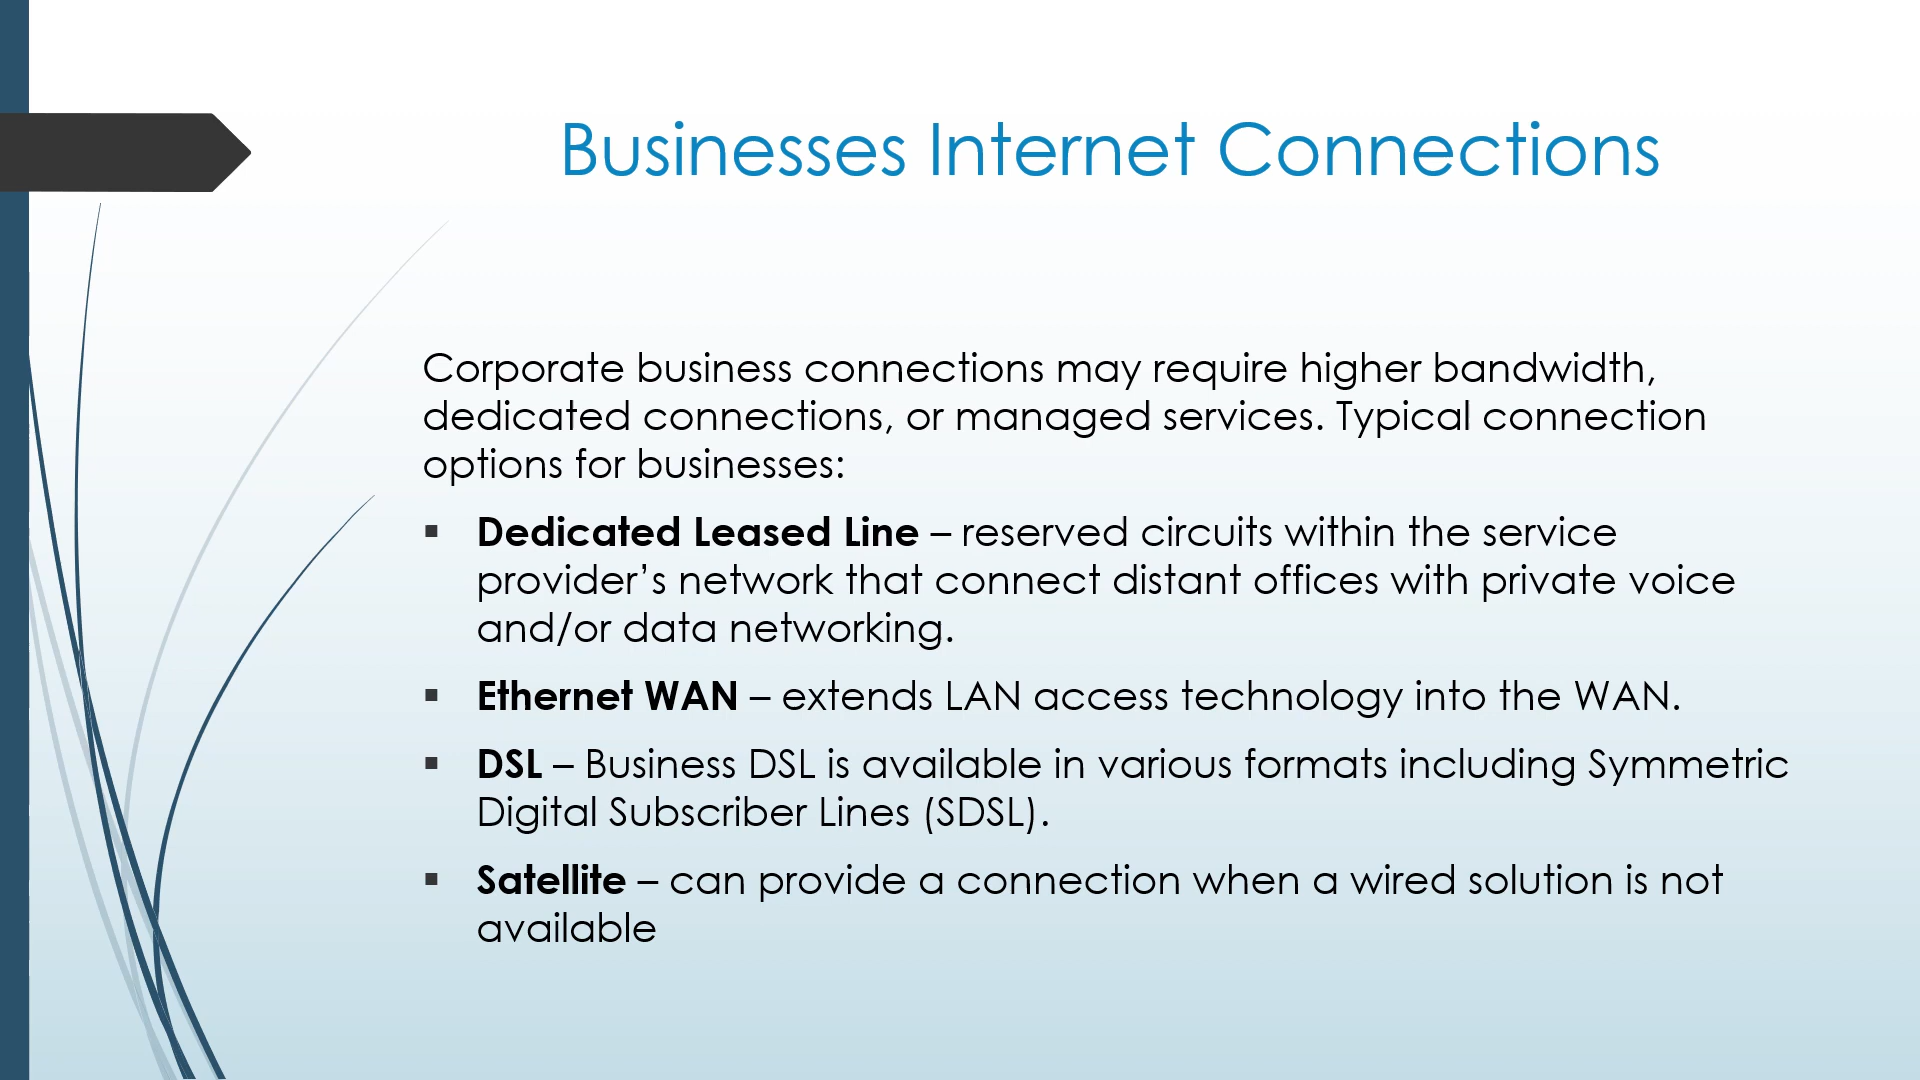 Businesses Internet Connections
Corporate business connections may require higher bandwidth,
dedicated connections, or managed services. Typical connection
options for businesses:
▪ Dedicated Leased Line – reserved circuits within the service
provider’s network that connect distant offices with private voice
and/or data networking.
▪ Ethernet WAN – extends LAN access technology into the WAN.
▪ DSL – Business DSL is available in various formats including Symmetric
Digital Subscriber Lines (SDSL).
▪ Satellite – can provide a connection when a wired solution is not
available